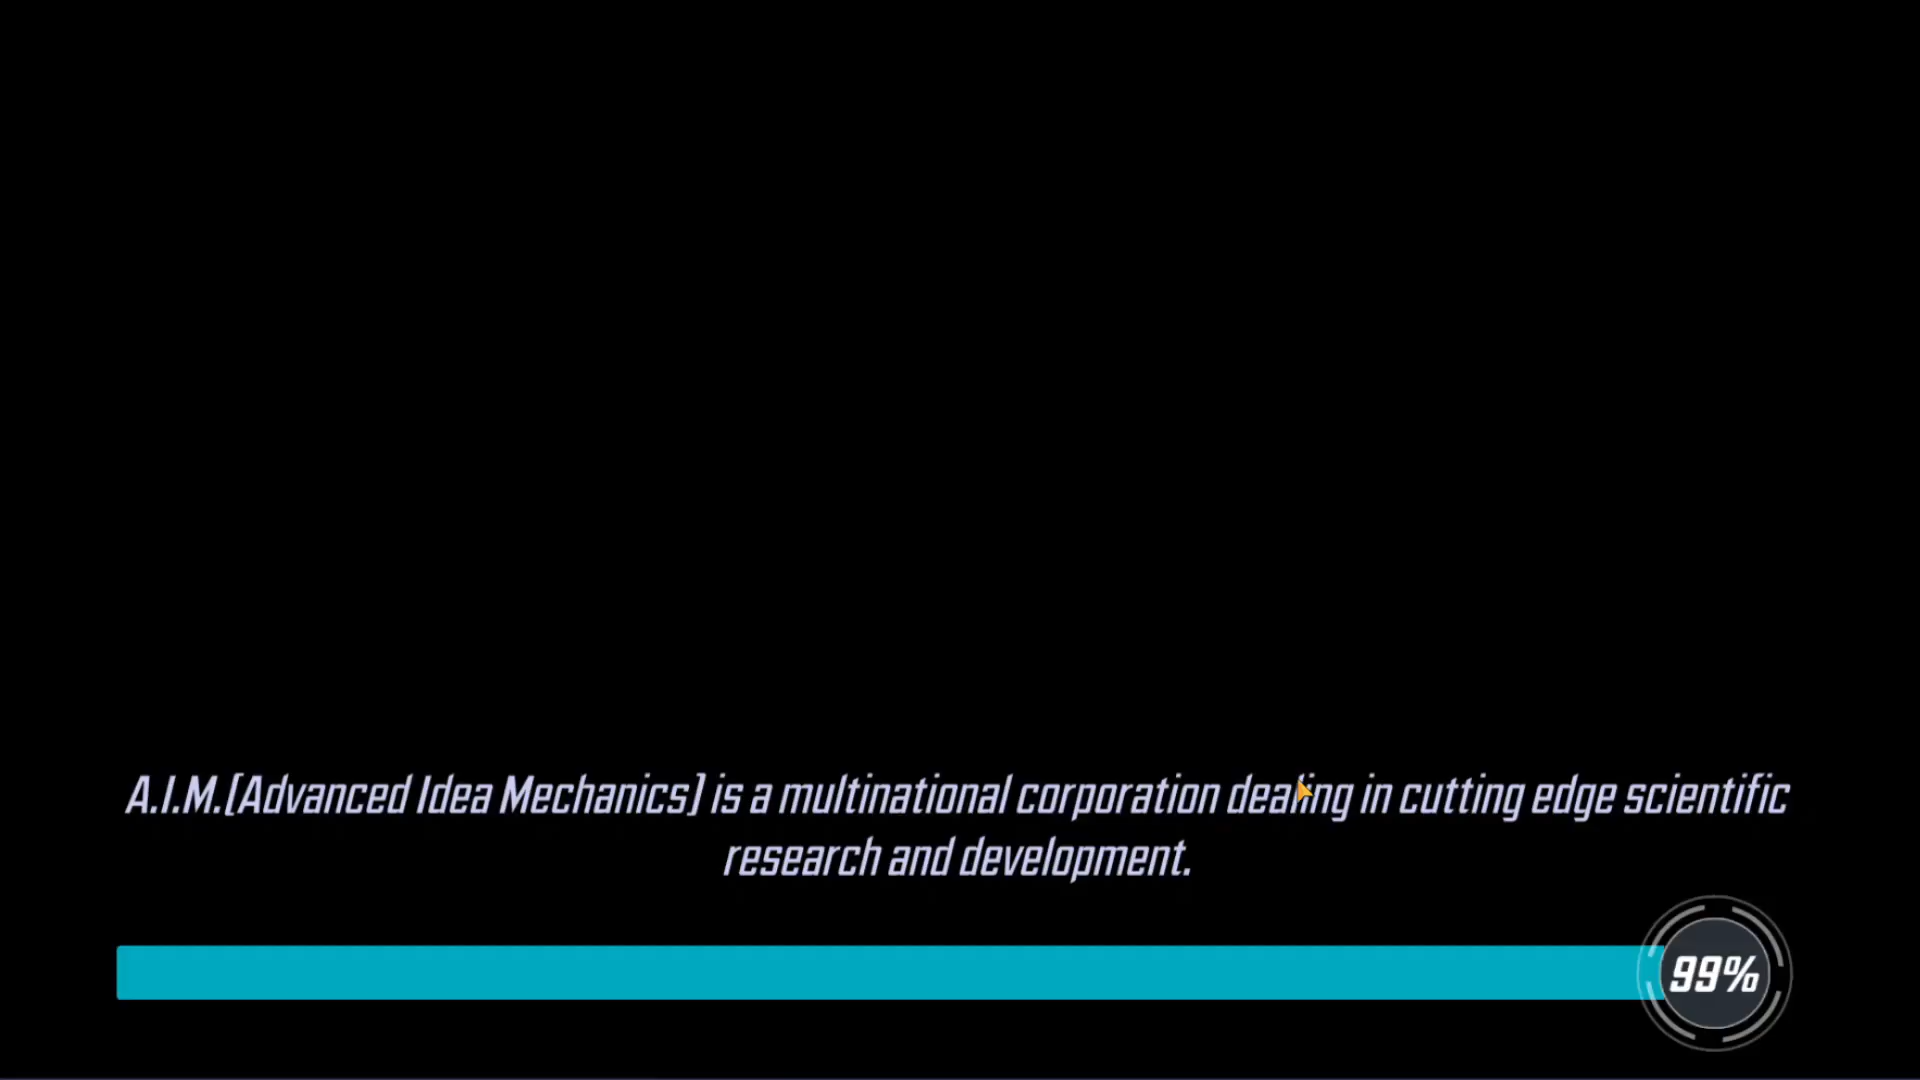 A.I.M.(Advanced Idea Mechanics) is a multinational corporation dealing in cutting edge scientific
research and development.
99%